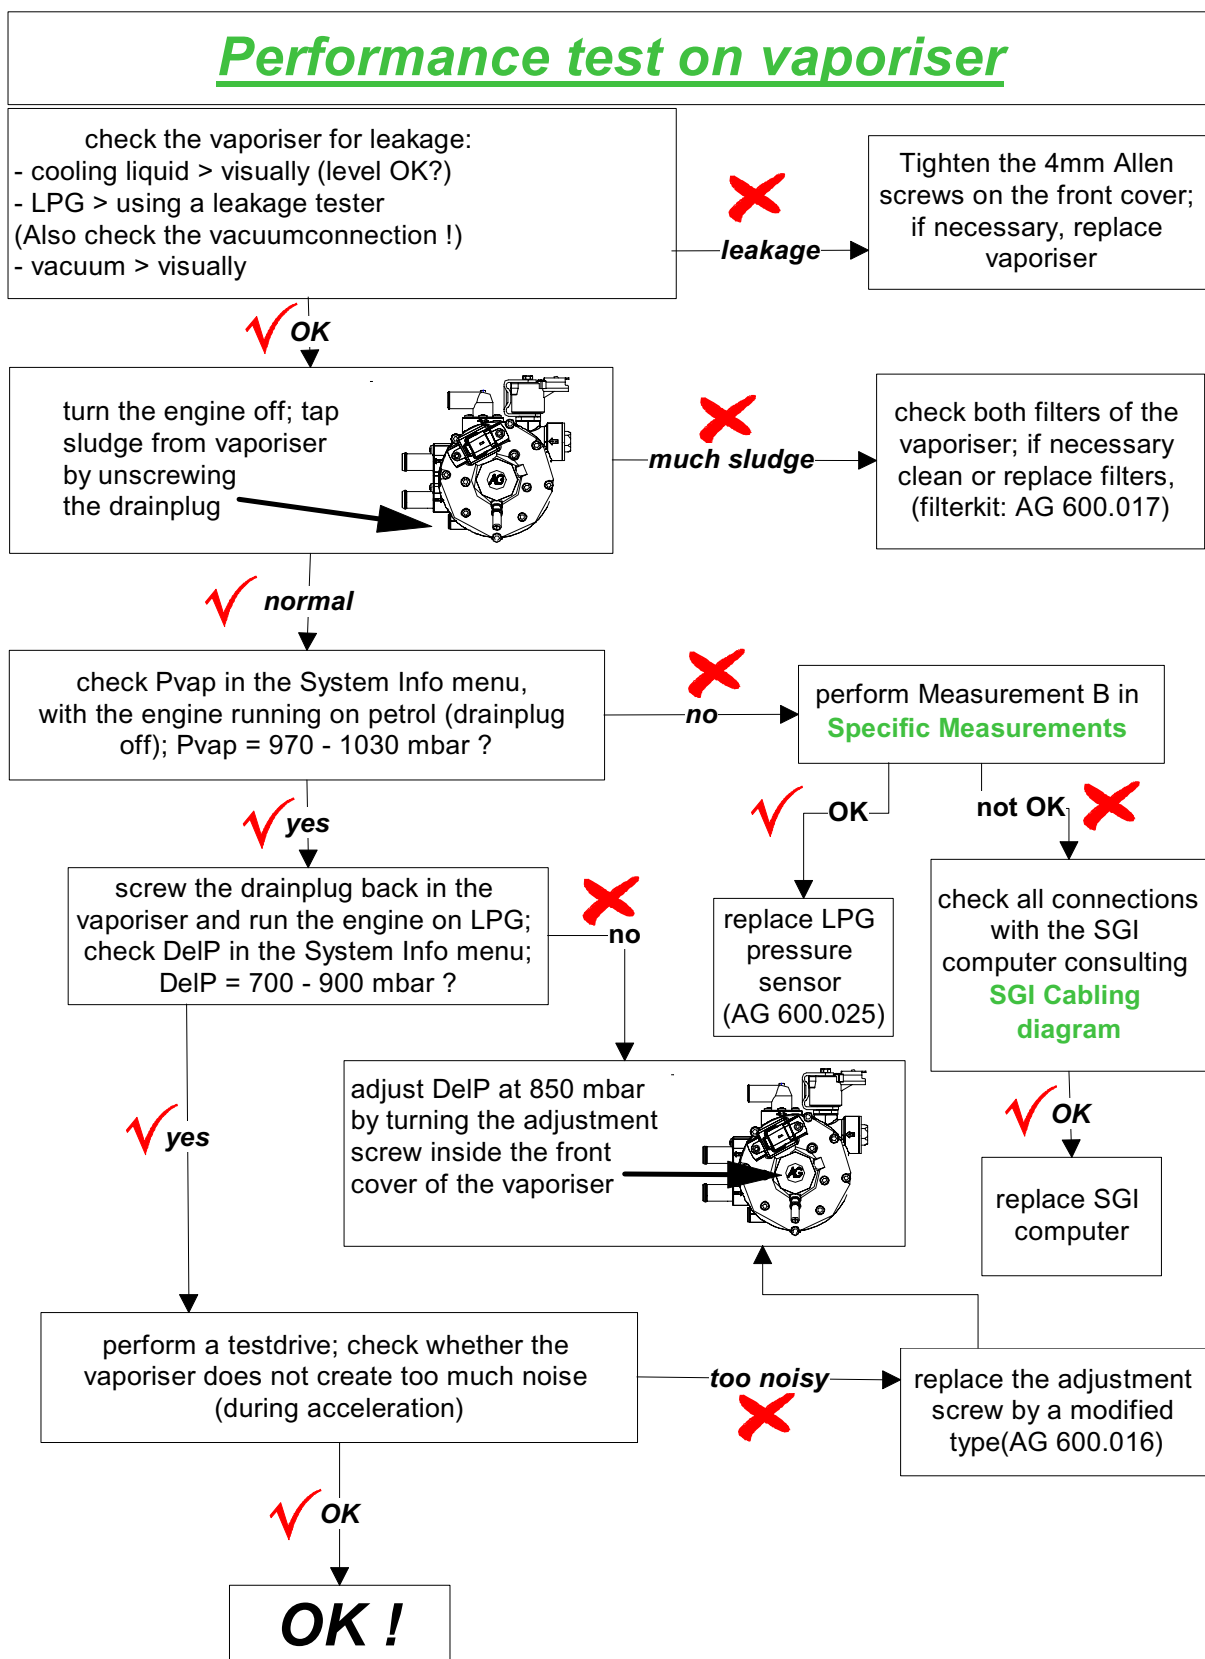 Performance test on vaporiser
check the vaporiser for leakage:
- cooling liquid > visually (level OK?)
- LPG > using a leakage tester
(Also check the vacuumconnection !)
- vacuum > visually
leakage
Tighten the 4mm Allen
screws on the front cover;
if necessary, replace
vaporiser
OK
turn the engine off; tap
sludge from vaporiser
by unscrewing
the drainplug
AG
much sludge
check both filters of the
vaporiser; if necessary
clean or replace filters,
(filterkit: AG 600.017)
normal
check Pvap in the System Info menu,
with the engine running on petrol (drainplug
off); Pvap = 970 - 1030 mbar ?
no
perform Measurement B in
Specific Measurements
OK
not OK
yes
screw the drainplug back in the
vaporiser and run the engine on LPG;
check DelP in the System Info menu;
DelP = 700 - 900 mbar ?
no
replace LPG
pressure
sensor
(AG 600.025)
check all connections
with the SGI
computer consulting
SGI Cabling
diagram
adjust DelP at 850 mbar
by turning the adjustment
screw inside the front
cover of the vaporiser
AG
OK
yes
replace SGI
computer
perform a testdrive; check whether the
vaporiser does not create too much noise
(during acceleration)
too noisy
replace the adjustment
screw by a modified
type(AG 600.016)
OK
OK !